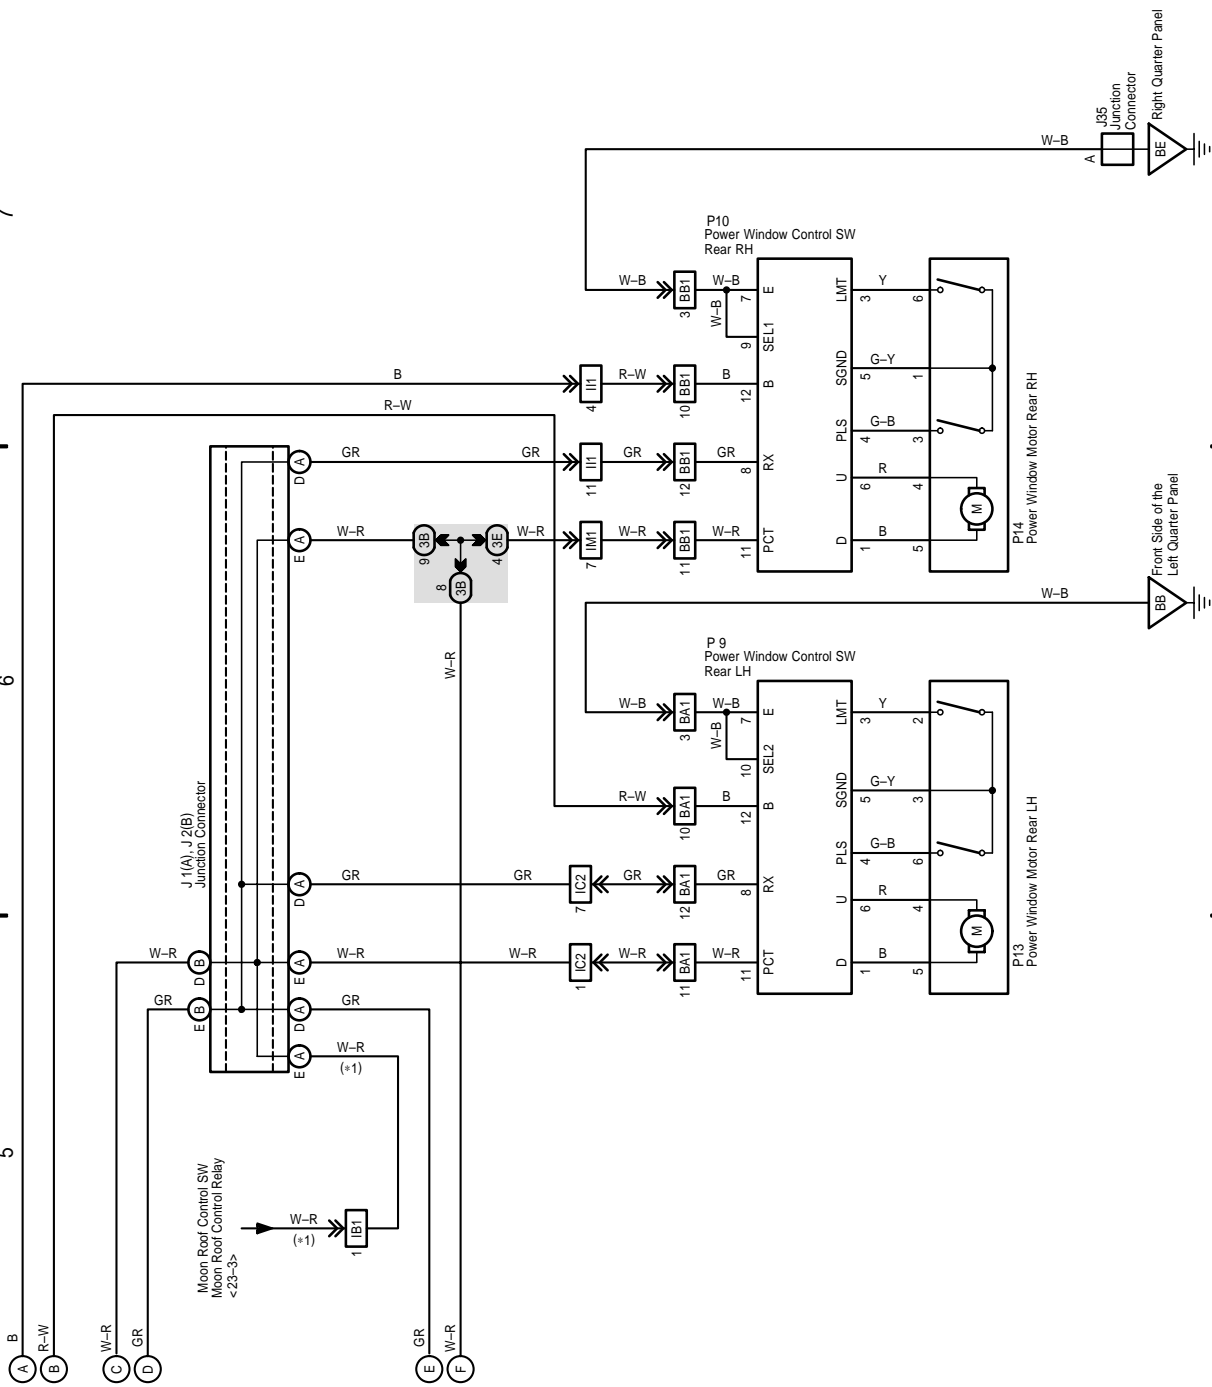 7
6
5
Right Quarter Panel
BE
J35
Junction
Connector
A
W–B
P10
Power Window Control SW
Rear RH
W–B
3
BB1
W–B
W–B
7
E
9
SEL1
B
4
II1
R–W
10
BB1
B
12
B
R–W
GR
GR
11
II1
GR
12
BB1
GR
8
RX
D
A
E
A
W–R
9
3B
8
3B
4
3E
W–R
7
IM1
W–R
11
BB1
W–R
11
PCT
LMT
3
Y
6
SGND
5
G–Y
1
PLS
4
G–B
3
U
6
R
4
D
1
B
5
M
P14
Power Window Motor Rear RH
Front Side of the
Left Quarter Panel
BB
W–B
P 9
Power Window Control SW
Rear LH
W–R
W–B
3
BA1
W–B
W–B
7
E
10
SEL2
R–W
10
BA1
B
12
B
J 1(A), J 2(B)
Junction Connector
D
A
GR
GR
7
IC2
GR
12
BA1
GR
8
RX
W–R
D
B
E
A
W–R
W–R
1
IC2
W–R
11
BA1
W–R
11
PCT
GR
E
B
D
A
GR
E
A
W–R
(*1)
LMT
3
Y
2
SGND
5
G–Y
3
PLS
4
G–B
6
U
6
R
4
D
1
B
5
M
P13
Power Window Motor Rear LH
Moon Roof Control SW
Moon Roof Control Relay
<23–3>
W–R
(*1)
1
IB1
B
A
R–W
B
W–R
C
GR
D
GR
E
W–R
F